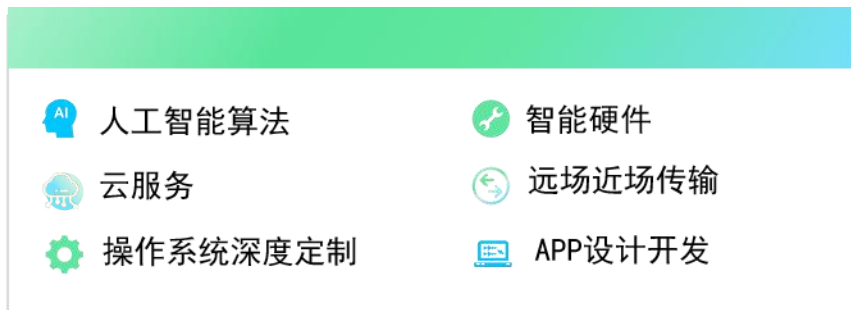 AI
人工智能算法
智能硬件
云服务
远场近场传输
操作系统深度定制
APP设计开发